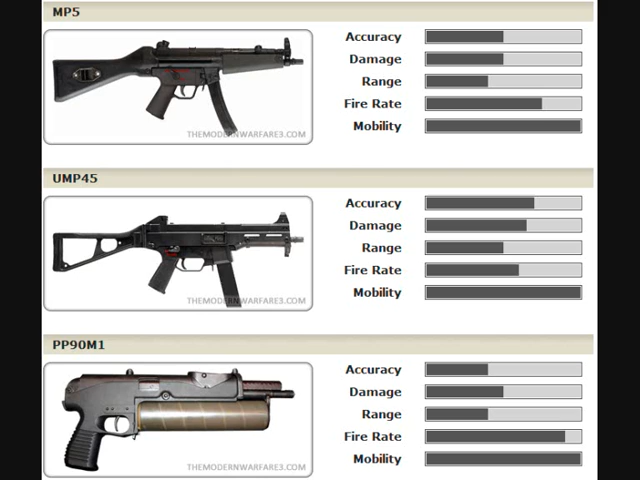 MP5
Accuracy
Damage
Range
Fire Rate
Mobility
THEMODERNWARFARE3.COM
UMP45
Accuracy
Damage
Range
Fire Rate
Mobility
THEMODERNWARFARE3.COM
PP90M1
Accuracy
Damage
Range
Fire Rate
Mobility
THEMODERNWARFARE3.COM